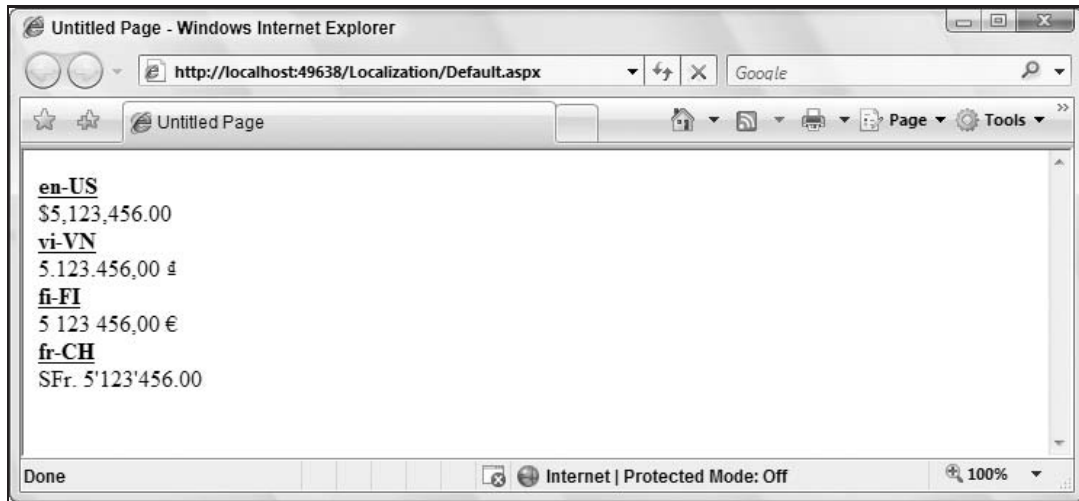 Untitled Page - Windows Internet Explorer
http://localhost:49638/Localization/Default.aspx
Google
Untitled Page
Page
Tools
en-US
$5,123,456.00
vi-VN
5.123.456,00 ₫
fi-FI
5 123 456,00 €
fr-CH
SFr. 5'123'456.00
Done
Internet | Protected Mode: Off
100%